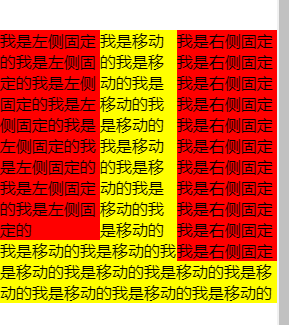 我是左侧固定
的我是左侧固
定的我是左侧
固定的我是左
侧固定的我是
左侧固定的我
是左侧固定的
我是左侧固定
的我是左侧固
定的
我是移动
的我是移
动的我是
移动的我
是移动的
我是移动
的我是移
动的我是
移动的我
是移动的
我是移动的我是移动的我
是移动的我是移动的我是移动的我是移
动的我是移动的我是移动的我是移动的
我是右侧固定
我是右侧固定
我是右侧固定
我是右侧固定
我是右侧固定
我是右侧固定
我是右侧固定
我是右侧固定
我是右侧固定
我是右侧固定
我是右侧固定